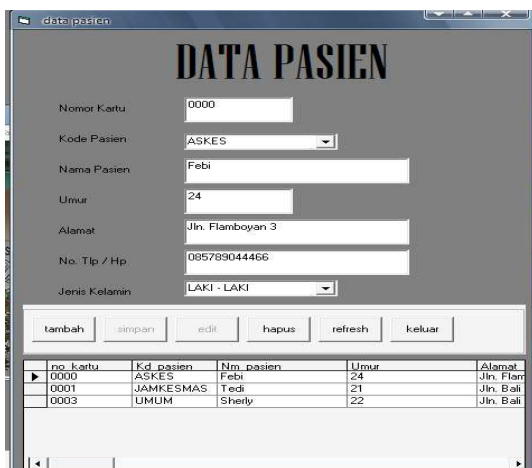 data pasien
DATA PASIEN
Nomor Kartu 0000
Kode Pasien ASKES
Nama Pasien Febi
Umur 24
Alamat Jln. Flamboyan 3
No. Tlp / Hp 085789044466
Jenis Kelamin LAKI - LAKI
tambah simpan edit hapus refresh keluar
no_kartu Kd_pasien Nm_pasien Umur Alamat
0000 ASKES Febi 24 Jln. Flam
0001 JAMKESMAS Tedi 21 Jln. Bali
0003 UMUM Sherly 22 Jln. Bali